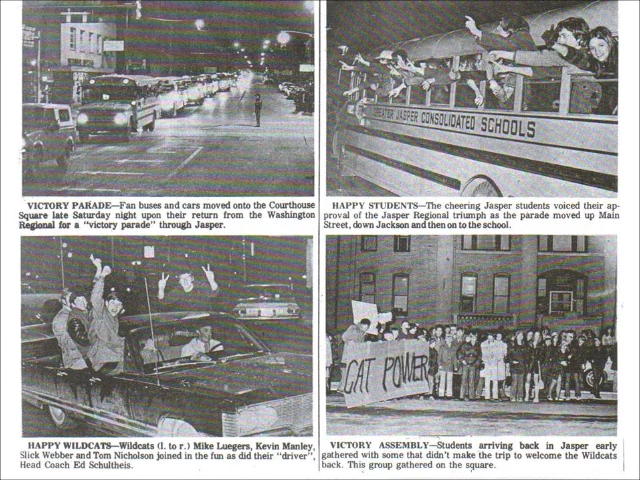 VICTORY PARADE—Fan buses and cars moved onto the Courthouse
Square late Saturday night upon their return from the Washington
Regional for a "victory parade" through Jasper.
GREATER JASPER CONSOLIDATED SCHOOLS
HAPPY STUDENTS—The cheering Jasper students voiced their ap-
proval of the Jasper Regional triumph as the parade moved up Main
Street, down Jackson and then on to the school.
HAPPY WILDCATS—Wildcats (l. to r.) Mike Luegers, Kevin Manley,
Slick Webber and Tom Nicholson joined in the fun as did their "driver",
Head Coach Ed Schultheis.
CAT POWER
VICTORY ASSEMBLY—Students arriving back in Jasper early
gathered with some that didn't make the trip to welcome the Wildcats
back. This group gathered on the square.